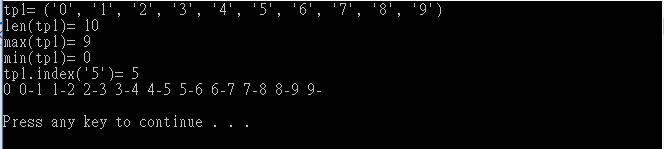 tp1= ('0', '1', '2', '3', '4', '5', '6', '7', '8', '9')
len(tp1)= 10
max(tp1)= 9
min(tp1)= 0
tp1.index('5')= 5
0 0-1 1-2 2-3 3-4 4-5 5-6 6-7 7-8 8-9 9-
Press any key to continue . . .